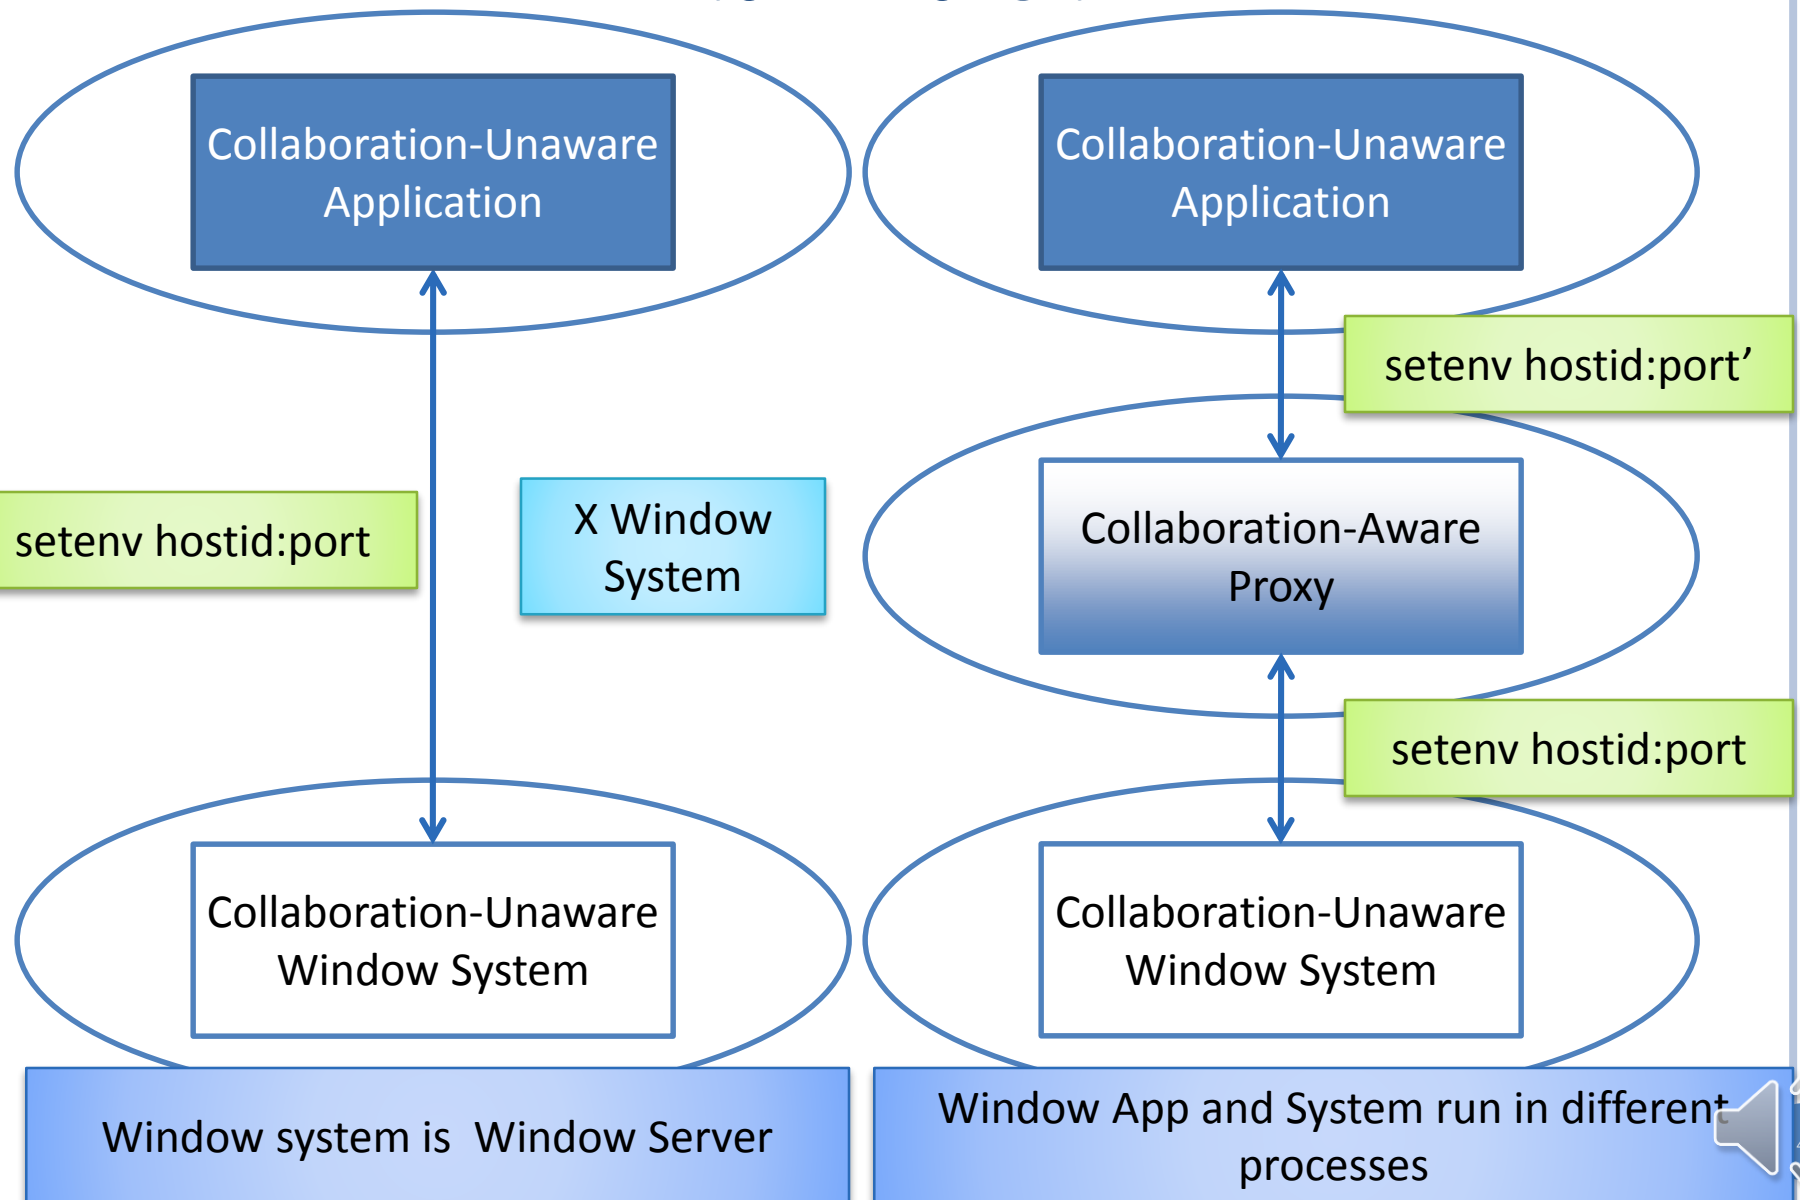 Collaboration-Unaware
Application
Collaboration-Unaware
Application
setenv hostid:port’
setenv hostid:port
X Window
System
Collaboration-Aware
Proxy
setenv hostid:port
Collaboration-Unaware
Window System
Collaboration-Unaware
Window System
Window system is  Window Server
Window App and System run in different
processes